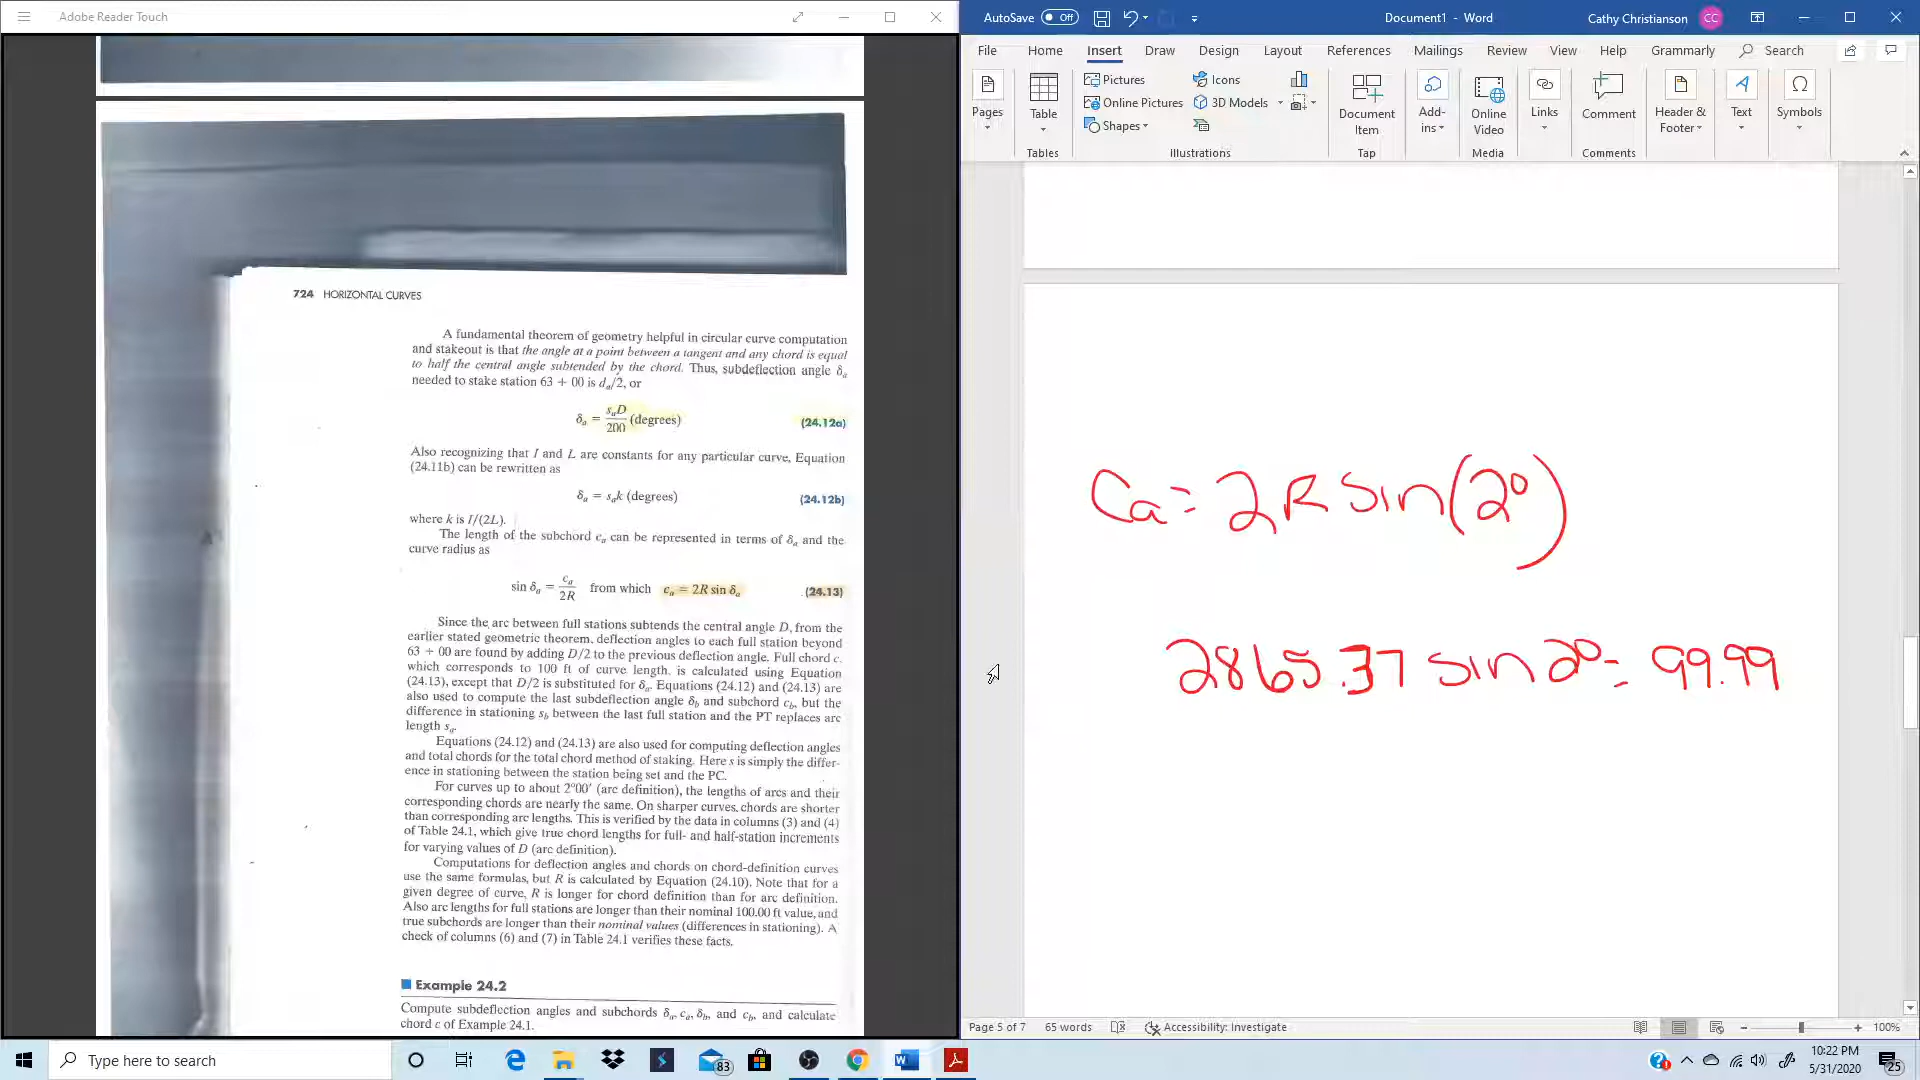 Adobe Reader Touch
724 HORIZONTAL CURVES
A fundamental theorem of geometry helpful in circular curve computation
and stakeout is that the angle at a point between a tangent and any chord is equal
to half the central angle subtended by the chord. Thus, subdeflection angle δa
needed to stake station 63 + 00 is da/2, or
δa = saD/200 (degrees) (24.12a)
Also recognizing that I and L are constants for any particular curve, Equation
(24.11b) can be rewritten as
δa = sak (degrees) (24.12b)
where k is I/(2L).
The length of the subchord ca can be represented in terms of δa and the
curve radius as
sin δa = ca/2R from which ca = 2R sin δa (24.13)
Since the arc between full stations subtends the central angle D, from the
earlier stated geometric theorem, deflection angles to each full station beyond
63 + 00 are found by adding D/2 to the previous deflection angle. Full chord c,
which corresponds to 100 ft of curve length, is calculated using Equation
(24.13), except that D/2 is substituted for δa. Equations (24.12) and (24.13) are
also used to compute the last subdeflection angle δb and subchord cb, but the
difference in stationing sb between the last full station and the PT replaces arc
length sa.
Equations (24.12) and (24.13) are also used for computing deflection angles
and total chords for the total chord method of staking. Here s is simply the differ-
ence in stationing between the station being set and the PC.
For curves up to about 2°00′ (arc definition), the lengths of arcs and their
corresponding chords are nearly the same. On sharper curves, chords are shorter
than corresponding arc lengths. This is verified by the data in columns (3) and (4)
of Table 24.1, which give true chord lengths for full- and half-station increments
for varying values of D (arc definition).
Computations for deflection angles and chords on chord-definition curves
use the same formulas, but R is calculated by Equation (24.10). Note that for a
given degree of curve, R is longer for chord definition than for arc definition.
Also arc lengths for full stations are longer than their nominal 100.00 ft value, and
true subchords are longer than their nominal values (differences in stationing). A
check of columns (6) and (7) in Table 24.1 verifies these facts.
Example 24.2
Compute subdeflection angles and subchords δa, ca, δb, and cb, and calculate
chord c of Example 24.1.
AutoSave Off Document1 - Word Cathy Christianson CC
File Home Insert Draw Design Layout References Mailings Review View Help Grammarly Search
Pages Table Pictures Online Pictures Shapes Icons 3D Models Document Item Add-ins Online Video Links Comment Header & Footer Text Symbols
Tables Illustrations Tap Media Comments
Ca = 2R sin(2°)
2865.37 sin 2° = 99.99
Page 5 of 7 65 words Accessibility: Investigate 100%
Type here to search 83 10:22 PM
5/31/2020 25